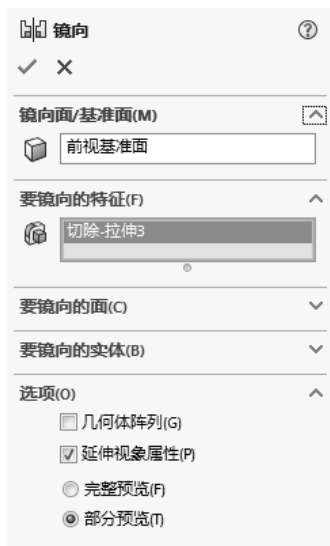 镜向
镜向面/基准面(M)
前视基准面
要镜向的特征(F)
切除-拉伸3
要镜向的面(C)
要镜向的实体(B)
选项(O)
几何体阵列(G)
延伸视象属性(P)
完整预览(F)
部分预览(T)